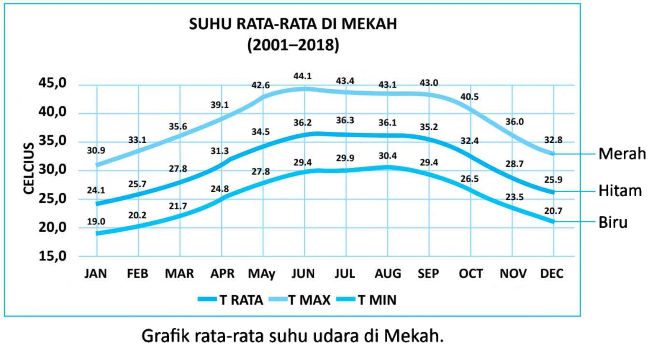 SUHU RATA-RATA DI MEKAH
(2001–2018)
CELCIUS
45,0
40,0
35,0
30,0
25,0
20,0
15,0
30.9 33.1 35.6 39.1 42.6 44.1 43.4 43.1 43.0 40.5 36.0 32.8
24.1 25.7 27.8 31.3 34.5 36.2 36.3 36.1 35.2 32.4 28.7 25.9
19.0 20.2 21.7 24.8 27.8 29.4 29.9 30.4 29.4 26.5 23.5 20.7
Merah
Hitam
Biru
JAN FEB MAR APR MAy JUN JUL AUG SEP OCT NOV DEC
T RATA T MAX T MIN
Grafik rata-rata suhu udara di Mekah.